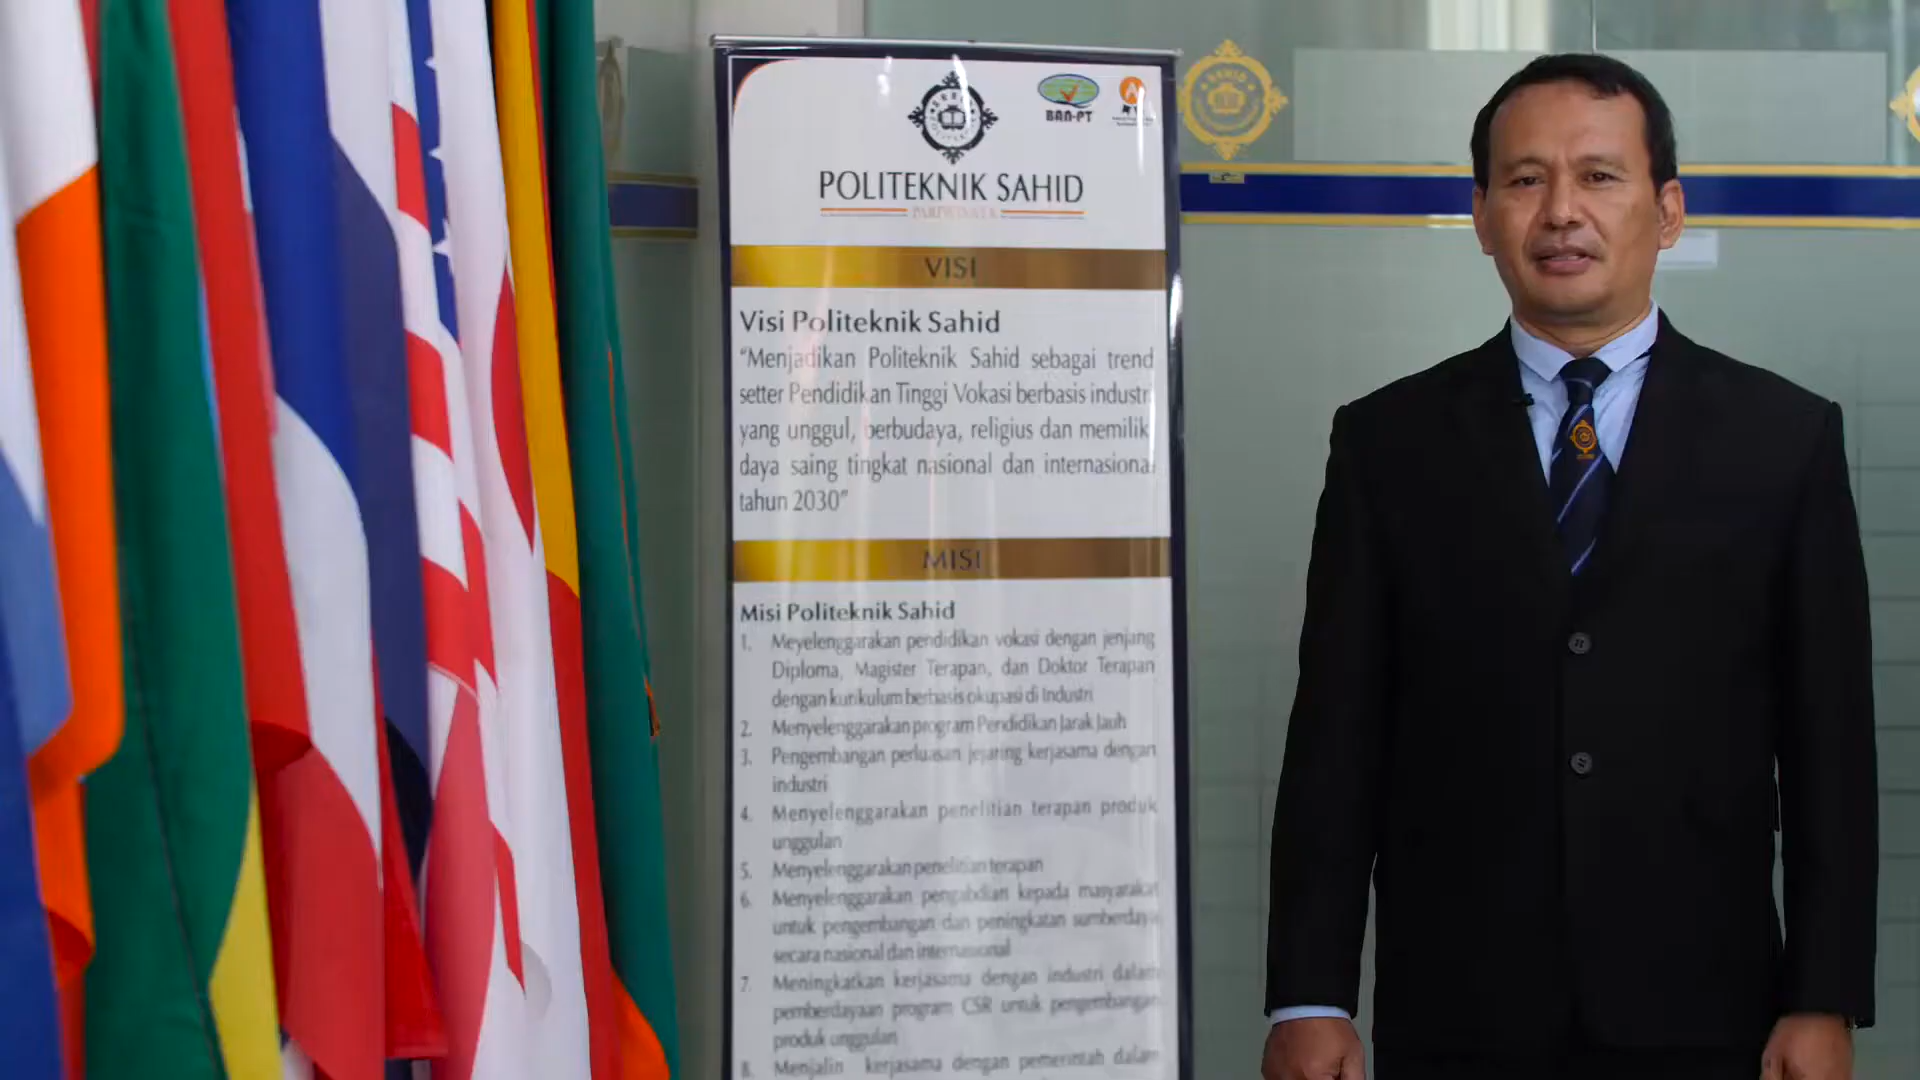 BAN-PT
POLITEKNIK SAHID
PARIWISATA
VISI
Visi Politeknik Sahid
"Menjadikan Politeknik Sahid sebagai trend
setter Pendidikan Tinggi Vokasi berbasis industri
yang unggul, berbudaya, religius dan memilik
daya saing tingkat nasional dan internasional
tahun 2030"
MISI
Misi Politeknik Sahid
1. Meyelenggarakan pendidikan vokasi dengan jenjang
Diploma, Magister Terapan, dan Doktor Terapan
dengan kurikulum berbasis okupasi di Industri
2. Menyelenggarakan program Pendidikan Jarak Jauh
3. Pengembangan perluasan jejaring kerjasama dengan
industri
4. Menyelenggarakan penelitian terapan produk
unggulan
5. Menyelenggarakan penelitian terapan
6. Menyelenggarakan pengabdian kepada masyarakat
untuk pengembangan dan peningkatan sumberdaya
secara nasional dan internasional
7. Meningkatkan kerjasama dengan industri dalam
pemberdayaan program CSR untuk pengembangan
produk unggulan
8. Menjalin kerjasama dengan pemerintah dalam
SAHID